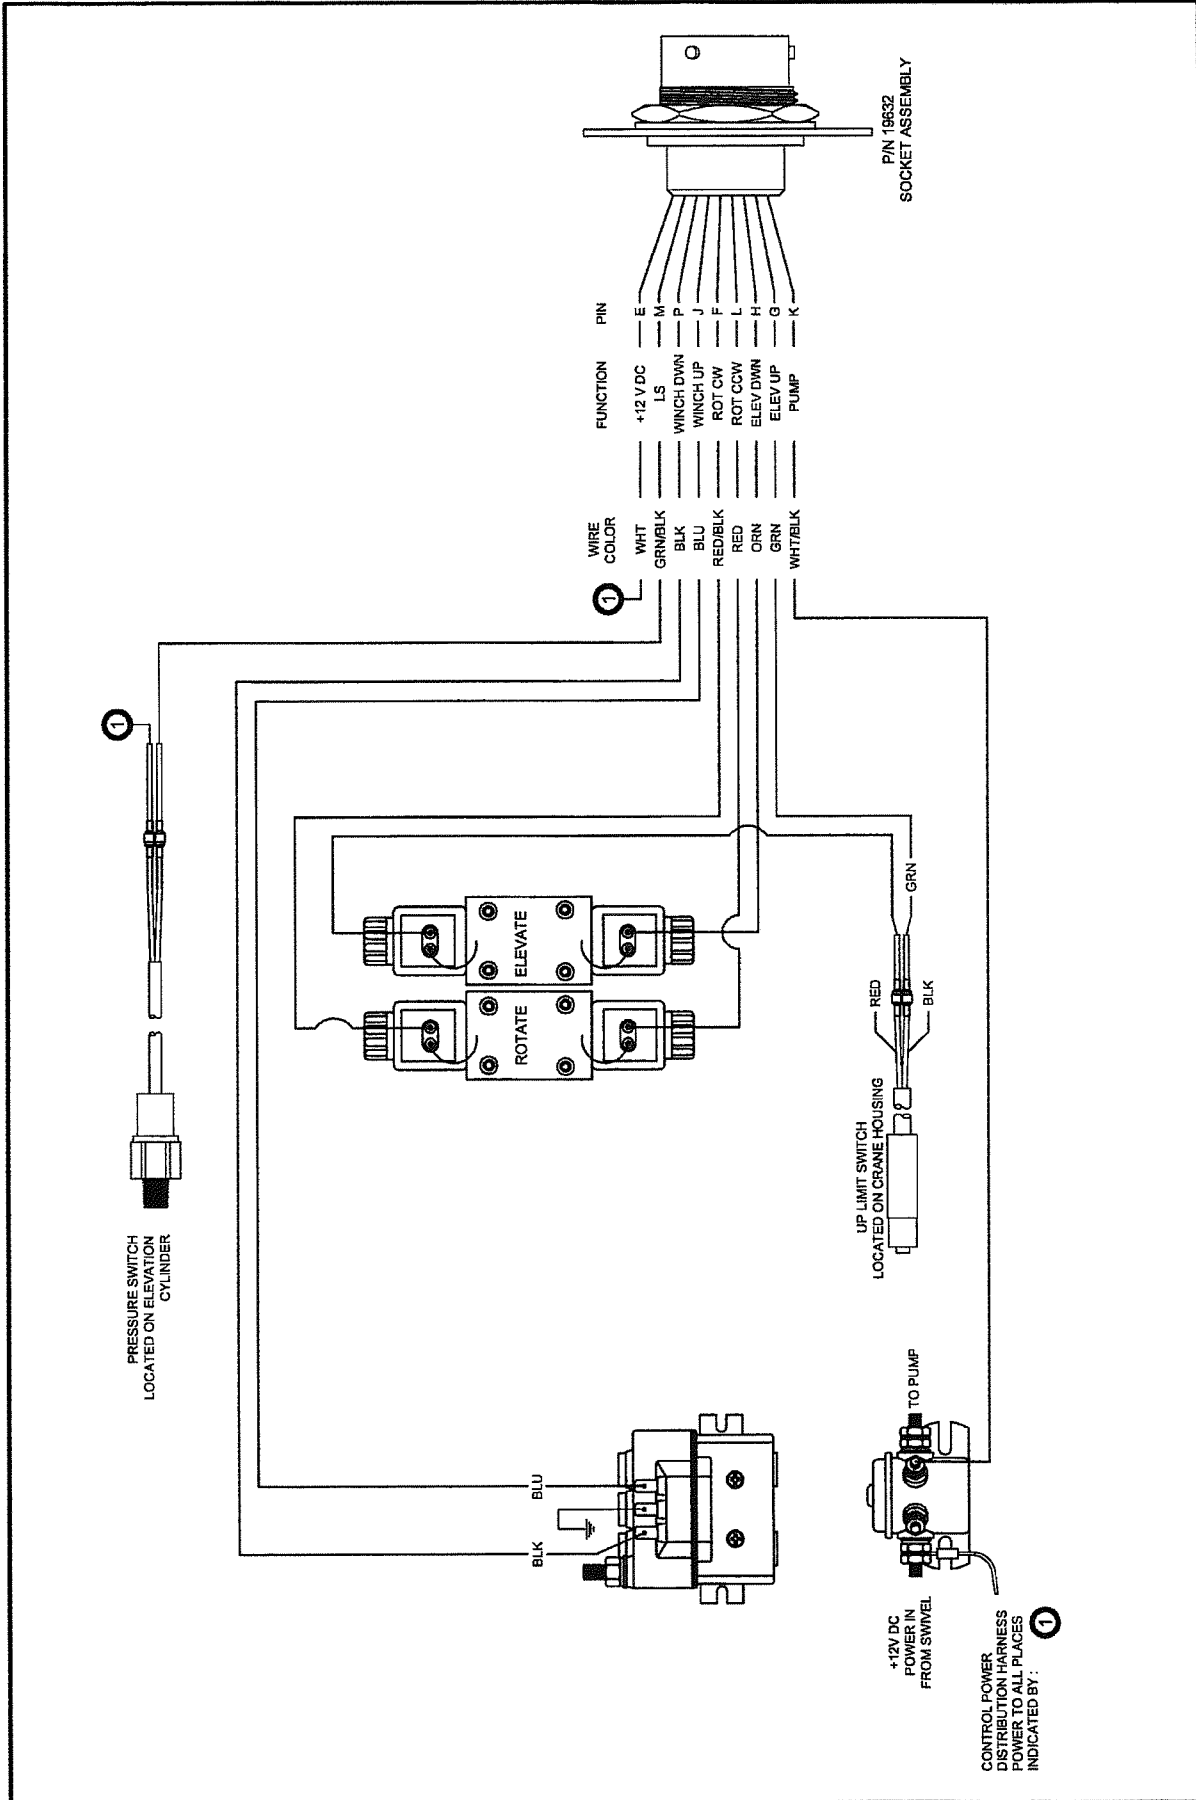 PRESSURE SWITCH
LOCATED ON ELEVATION
CYLINDER
1
BLK
BLU
ROTATE
ELEVATE
+12V DC
POWER IN
FROM SWIVEL
TO PUMP
CONTROL POWER
DISTRIBUTION HARNESS
POWER TO ALL PLACES
INDICATED BY :
1
UP LIMIT SWITCH
LOCATED ON CRANE HOUSING
RED
BLK
GRN
1
WIRE
COLOR
FUNCTION
PIN
WHT +12 V DC E
GRN/BLK LS M
BLK WINCH DWN P
BLU WINCH UP J
RED/BLK ROT CW F
RED ROT CCW L
ORN ELEV DWN H
GRN ELEV UP G
WHT/BLK PUMP K
P/N 19632
SOCKET ASSEMBLY